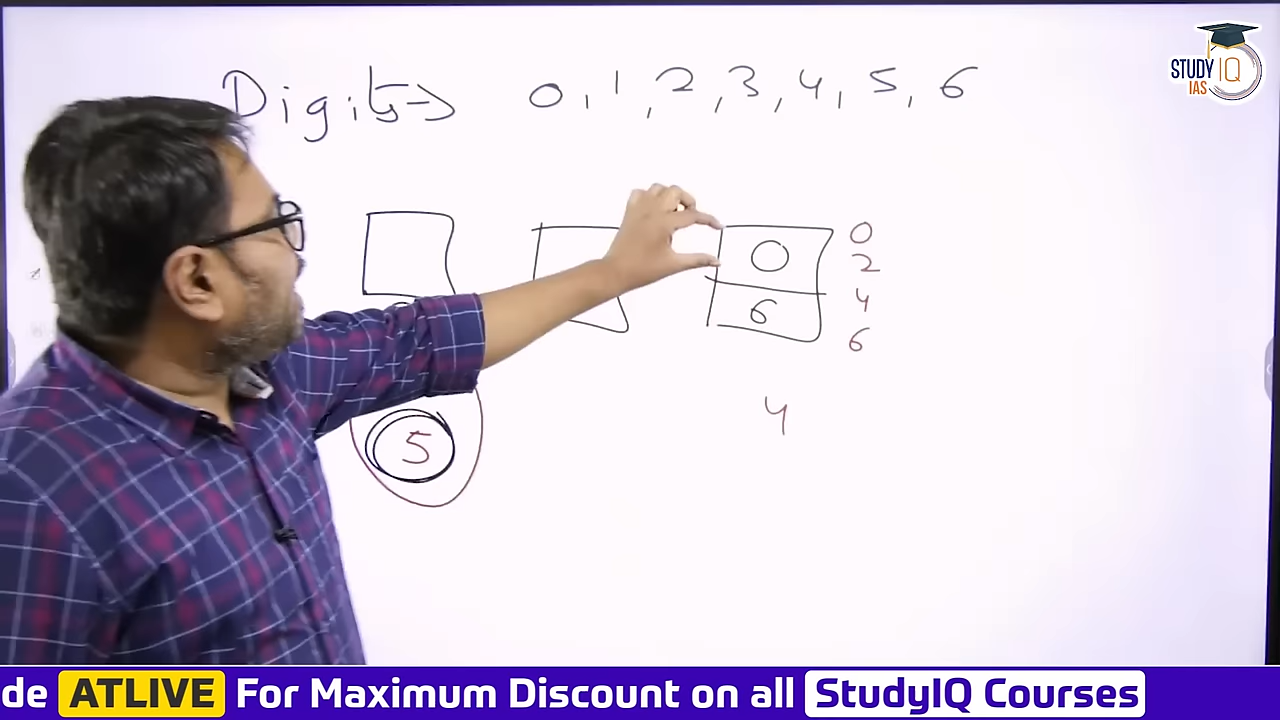 Digits→ 0, 1, 2, 3, 4, 5, 6
STUDY IQ
IAS
0
0
2
6
4
6
4
5
de ATLIVE For Maximum Discount on all StudyIQ Courses